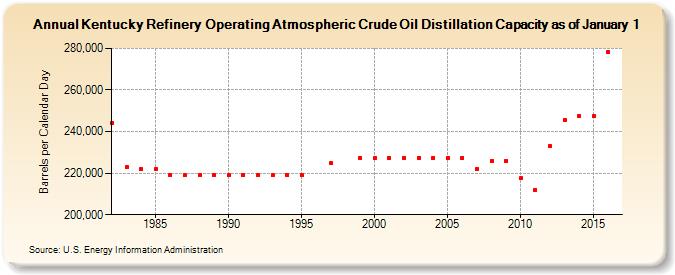 Annual Kentucky Refinery Operating Atmospheric Crude Oil Distillation Capacity as of January 1
Barrels per Calendar Day
280,000
260,000
240,000
220,000
200,000
1985 1990 1995 2000 2005 2010 2015
Source: U.S. Energy Information Administration